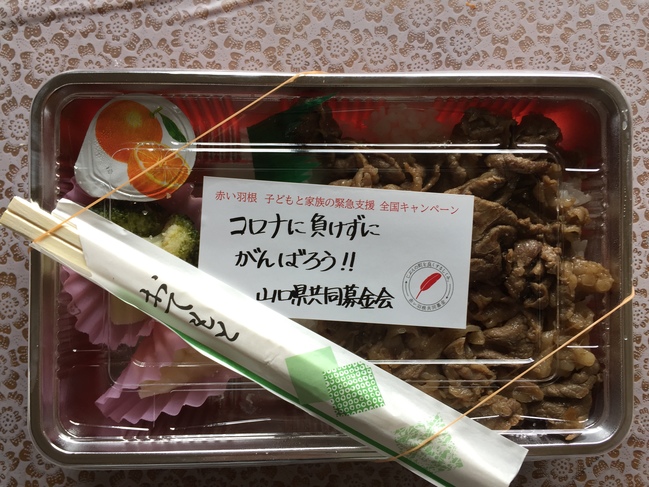 赤い羽根 子どもと家族の緊急支援 全国キャンペーン
コロナに負けずに
がんばろう!!
山口県共同募金会
おてもと